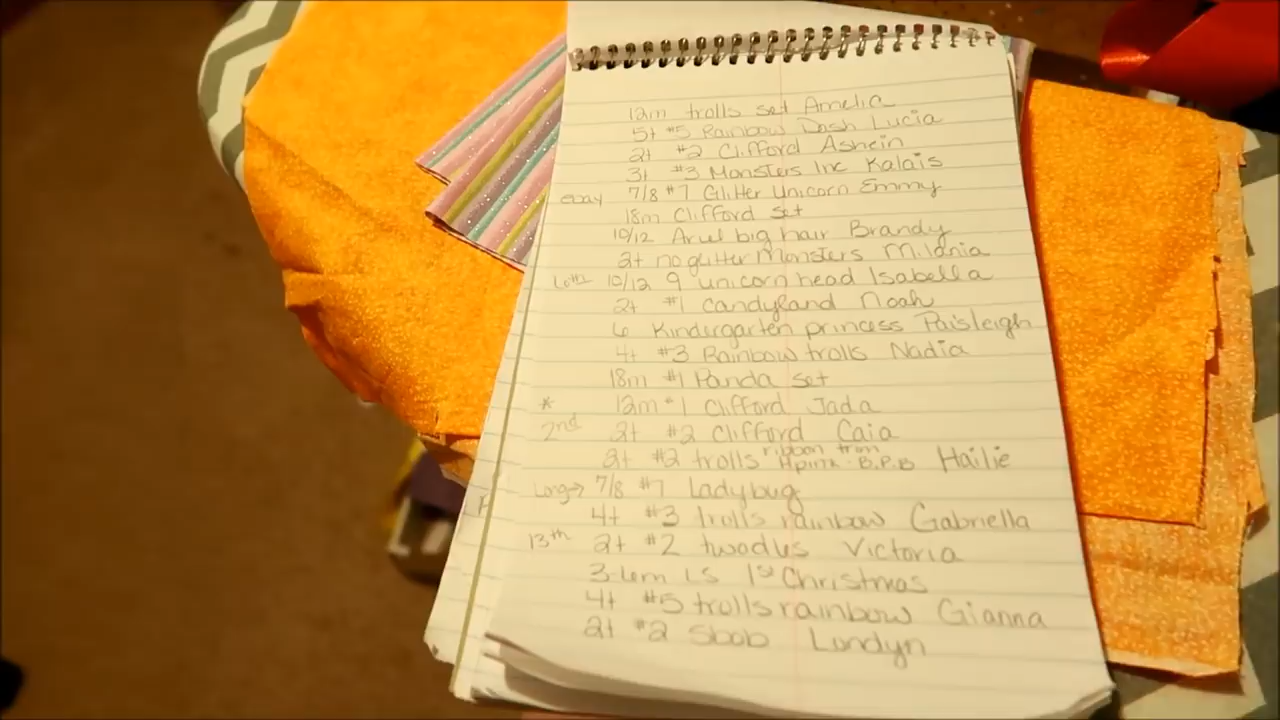 12m trolls set Amelia
5t #5 Rainbow Dash Lucia
2t #2 Clifford Ashein
3t #3 Monsters Inc Kalais
ebay 7/8 #7 Glitter Unicorn Emmy
18m Clifford set
10/12 Ariel big hair Brandy
2t no glitter Monsters Milania
10/12 9 unicorn head Isabella
2t #1 Candyland Noah
6 Kindergarten princess Paisleigh
4t #3 Rainbow trolls Nadia
18m #1 Panda set
* 12m #1 Clifford Jada
2nd 2t #2 Clifford Caia
2t #2 trolls ribbon trim Hpink - B.P.B Hailie
Long→ 7/8 #7 Ladybug
4t #3 trolls rainbow Gabriella
13th 2t #2 twodles Victoria
3-6m LS 1st Christmas
4t #5 trolls rainbow Gianna
2t #2 Sbob Londyn